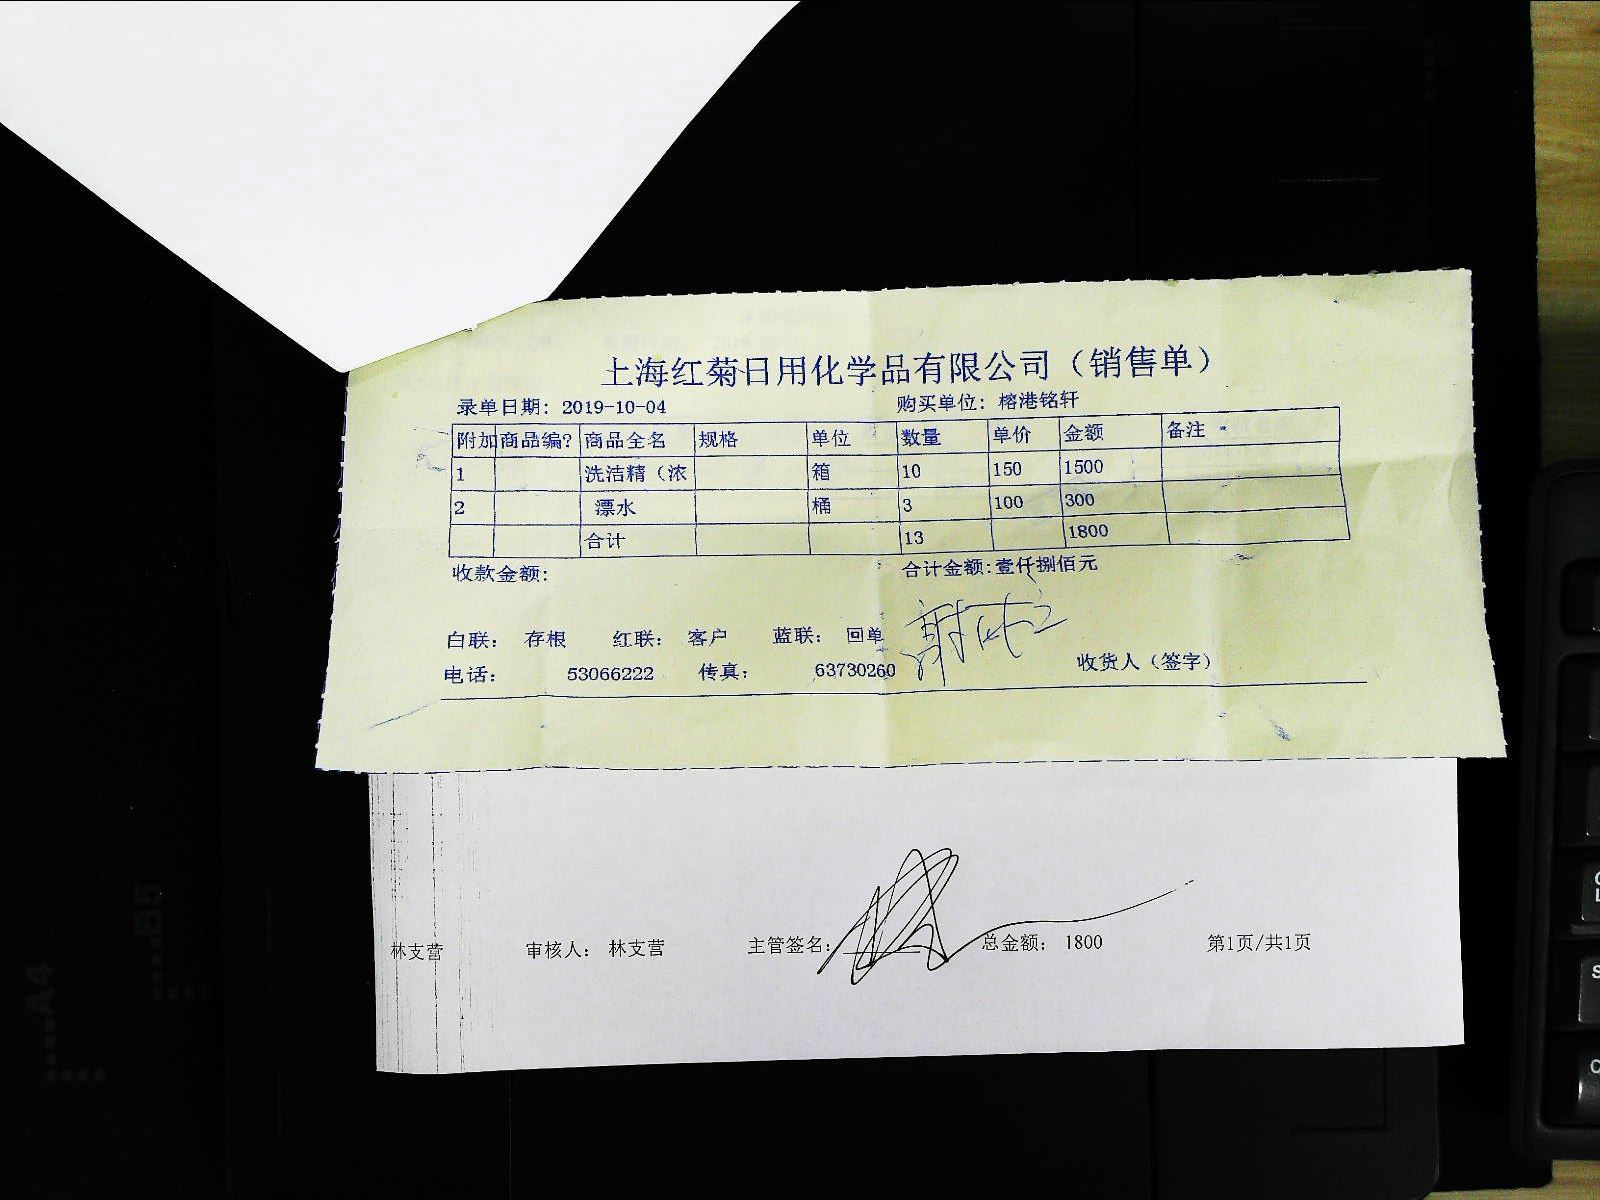 上海红菊日用化学品有限公司（销售单）
录单日期: 2019-10-04 购买单位: 榕港铭轩
附加 商品编? 商品全名 规格 单位 数量 单价 金额 备注
1 洗洁精（浓 箱 10 150 1500
2 漂水 桶 3 100 300
合计 13 1800
收款金额: 合计金额:壹仟捌佰元
白联: 存根 红联: 客户 蓝联: 回单
电话: 53066222 传真: 63730260 收货人（签字）
林支营 审核人: 林支营 主管签名: 总金额: 1800 第1页/共1页
B5
A4